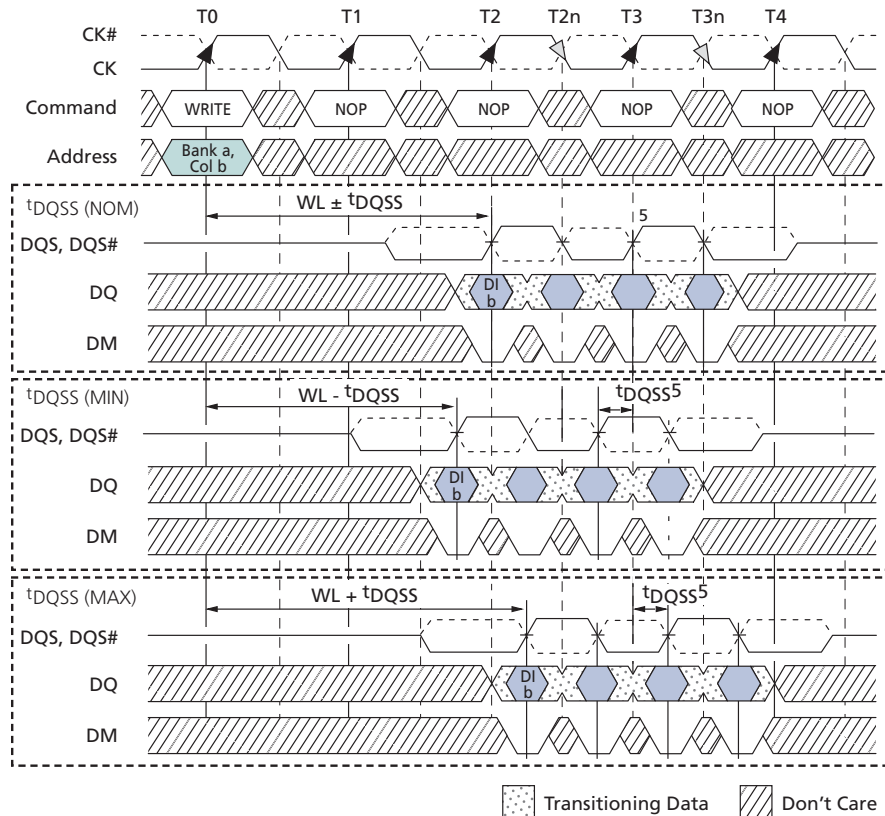 T0 T1 T2 T2n T3 T3n T4
CK#
CK
Command WRITE NOP NOP NOP NOP
Address Bank a,
Col b
tDQSS (NOM) WL ± tDQSS
5
DQS, DQS#
DQ DI
b
DM
tDQSS (MIN) WL - tDQSS tDQSS5
DQS, DQS#
DQ DI
b
DM
tDQSS (MAX) WL + tDQSS tDQSS5
DQS, DQS#
DQ DI
b
DM
Transitioning Data Don't Care